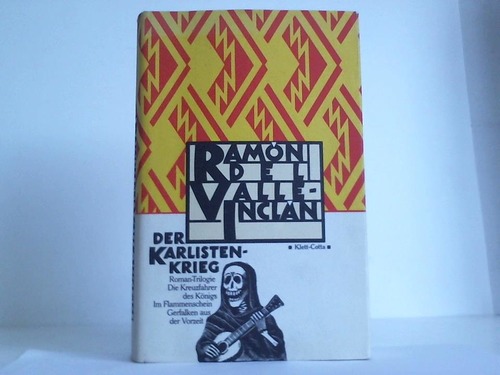 RAMÓN
DEL
VALLE-
INCLÁN
Klett-Cotta
DER
KARLISTEN-
KRIEG
Roman-Trilogie
Die Kreuzfahrer
des Königs
Im Flammenschein
Gerfalken aus
der Vorzeit